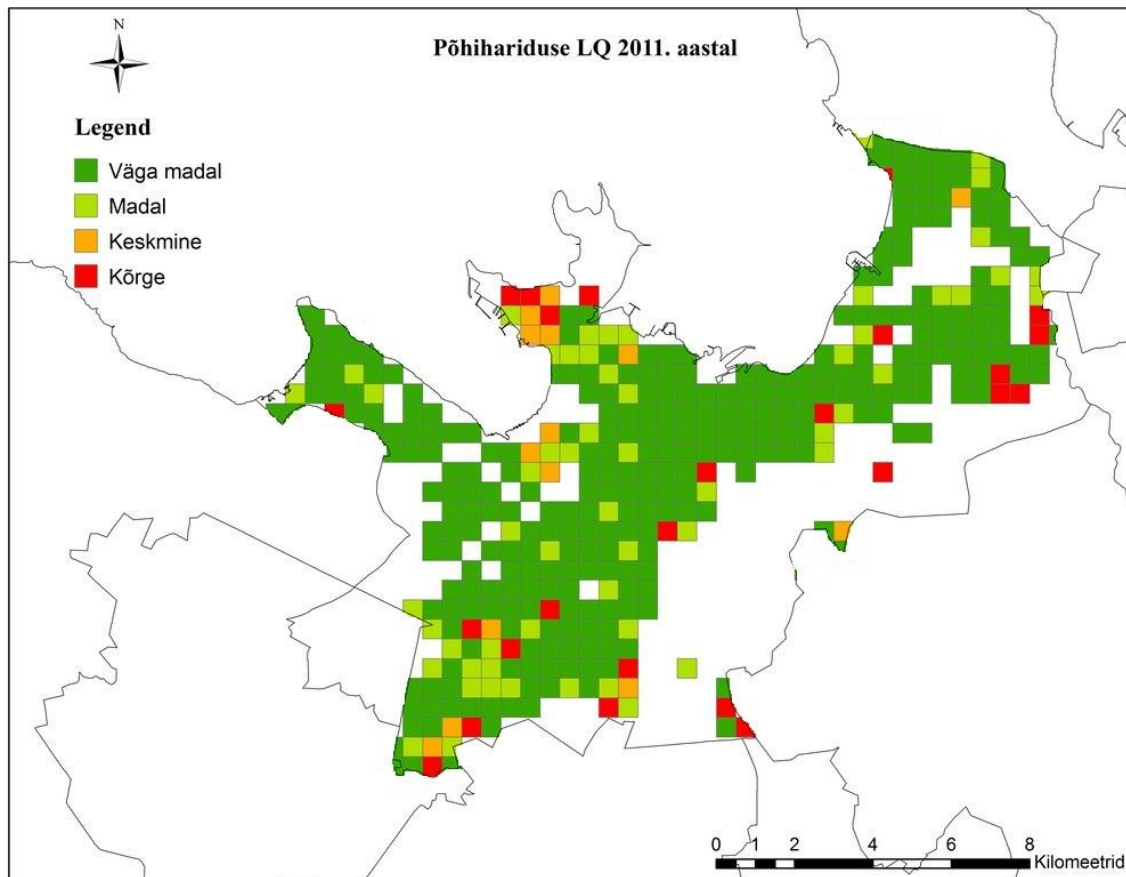 N
Põhihariduse LQ 2011. aastal
Legend
Väga madal
Madal
Keskmine
Kõrge
0 1 2 4 6 8
Kilomeetrid